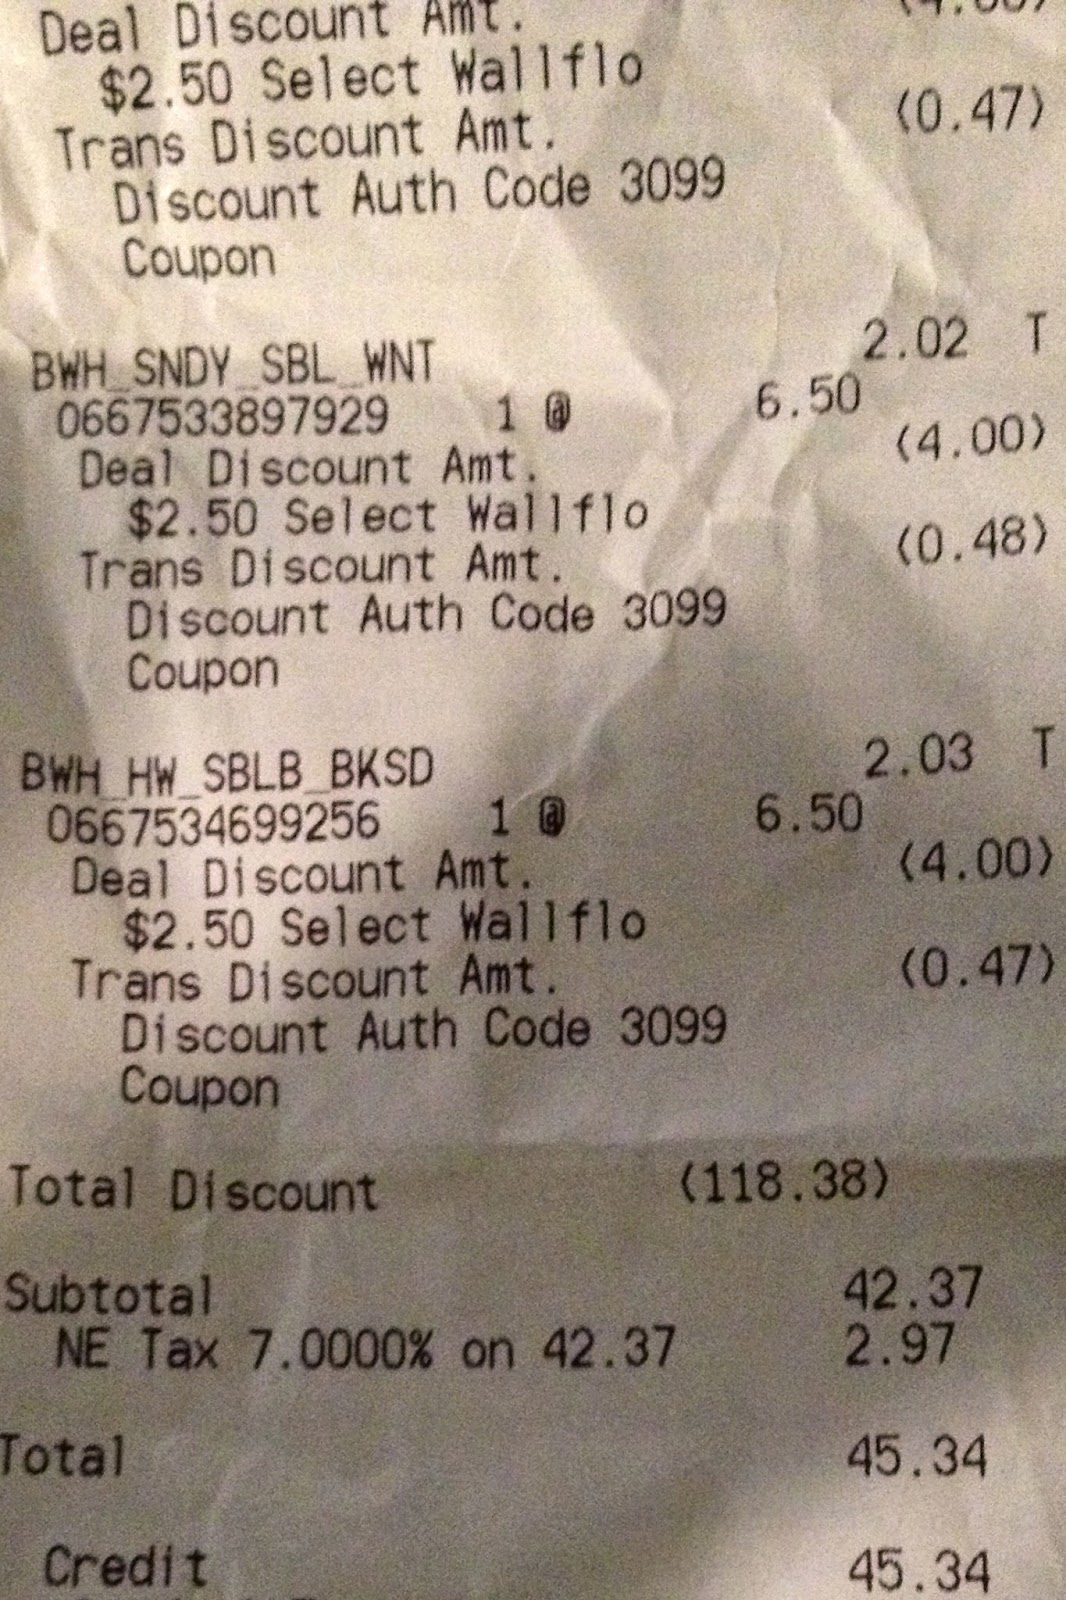 Deal Discount Amt.
$2.50 Select Wallflo
Trans Discount Amt. (0.47)
Discount Auth Code 3099
Coupon
BWH_SNDY_SBL_WNT 2.02 T
0667533897929 1 @ 6.50
Deal Discount Amt. (4.00)
$2.50 Select Wallflo
Trans Discount Amt. (0.48)
Discount Auth Code 3099
Coupon
BWH_HW_SBLB_BKSD 2.03 T
0667534699256 1 @ 6.50
Deal Discount Amt. (4.00)
$2.50 Select Wallflo
Trans Discount Amt. (0.47)
Discount Auth Code 3099
Coupon
Total Discount (118.38)
Subtotal 42.37
NE Tax 7.0000% on 42.37 2.97
Total 45.34
Credit 45.34